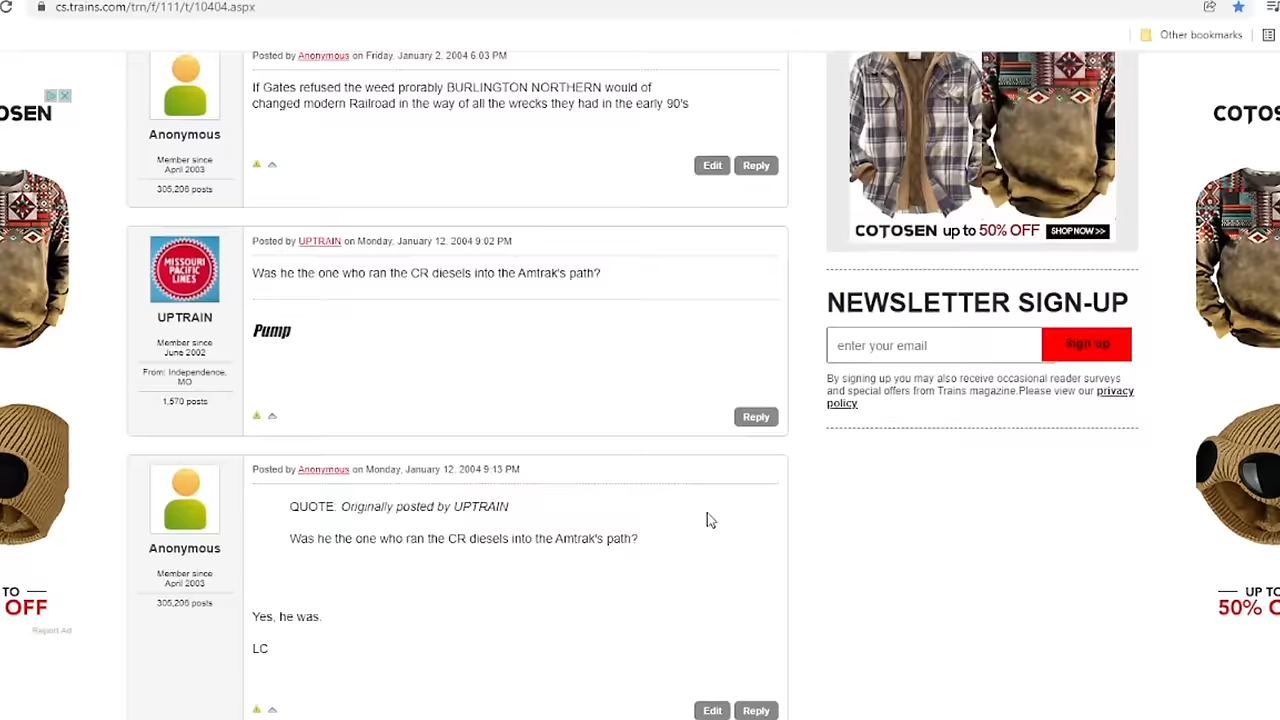 cs.trains.com/trn/f/111/t/10404.aspx
Other bookmarks
Posted by Anonymous on Friday, January 2, 2004 6:03 PM
If Gates refused the weed prorably BURLINGTON NORTHERN would of
changed modern Railroad in the way of all the wrecks they had in the early 90's
Anonymous
Member since
April 2003
305,206 posts
Edit Reply
Posted by UPTRAIN on Monday, January 12, 2004 9:02 PM
Was he the one who ran the CR diesels into the Amtrak's path?
MISSOURI
PACIFIC
LINES
Pump
UPTRAIN
Member since
June 2002
From: Independence,
MO
1,570 posts
Reply
Posted by Anonymous on Monday, January 12, 2004 9:13 PM
QUOTE: Originally posted by UPTRAIN
Was he the one who ran the CR diesels into the Amtrak's path?
Anonymous
Member since
April 2003
305,206 posts
Yes, he was.
LC
Edit Reply
COTOSEN up to 50% OFF SHOP NOW >>
NEWSLETTER SIGN-UP
enter your email
Sign up
By signing up you may also receive occasional reader surveys
and special offers from Trains magazine.Please view our privacy
policy
OSEN
TO
OFF
Report Ad
COTOS
UP TO
50% O